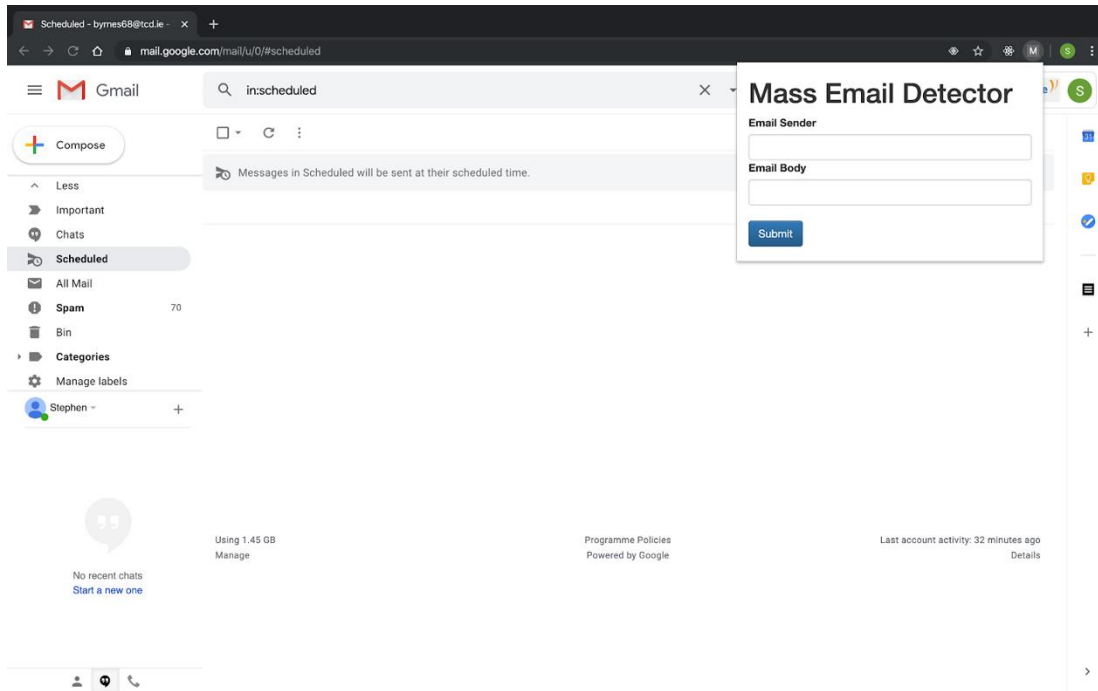 Scheduled - byrnes68@tcd.ie -
mail.google.com/mail/u/0/#scheduled
M
S
Gmail
in:scheduled
S
Mass Email Detector
Email Sender
Email Body
Submit
Compose
Messages in Scheduled will be sent at their scheduled time.
31
Less
Important
Chats
Scheduled
All Mail
Spam 70
Bin
Categories
Manage labels
Stephen
No recent chats
Start a new one
Using 1.45 GB
Manage
Programme Policies
Powered by Google
Last account activity: 32 minutes ago
Details